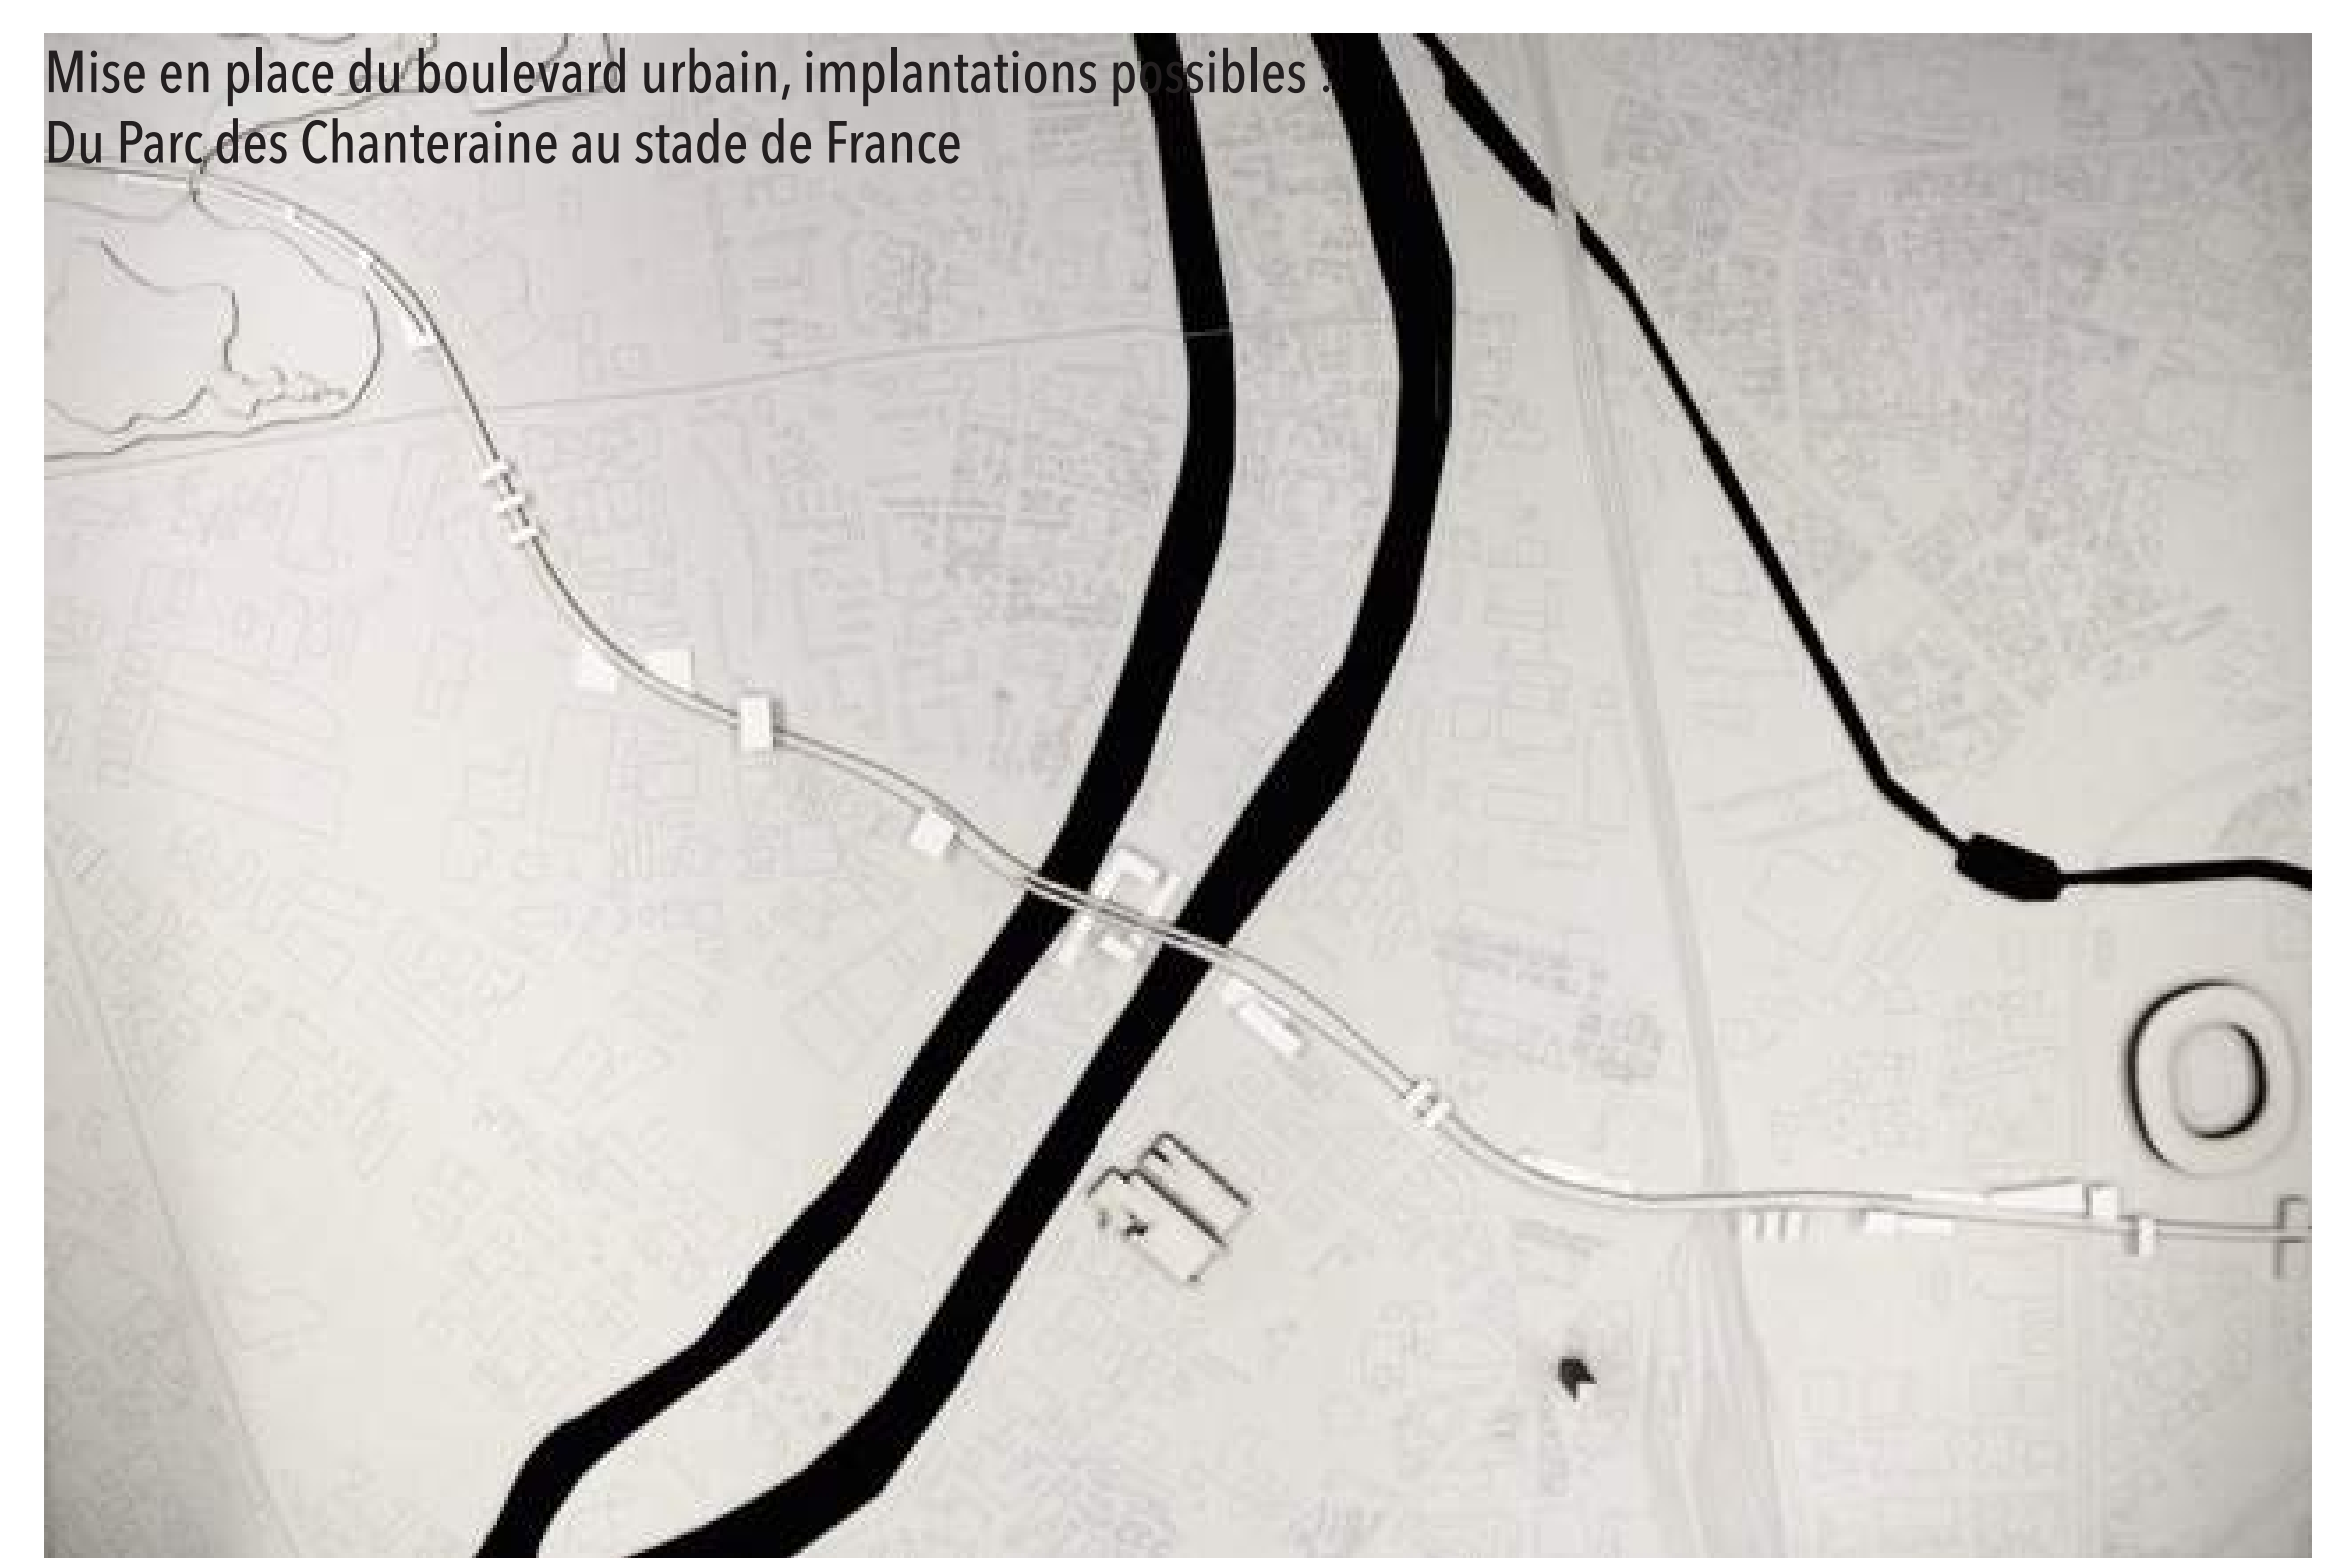 Mise en place du boulevard urbain, implantations possibles :
Du Parc des Chanteraine au stade de France